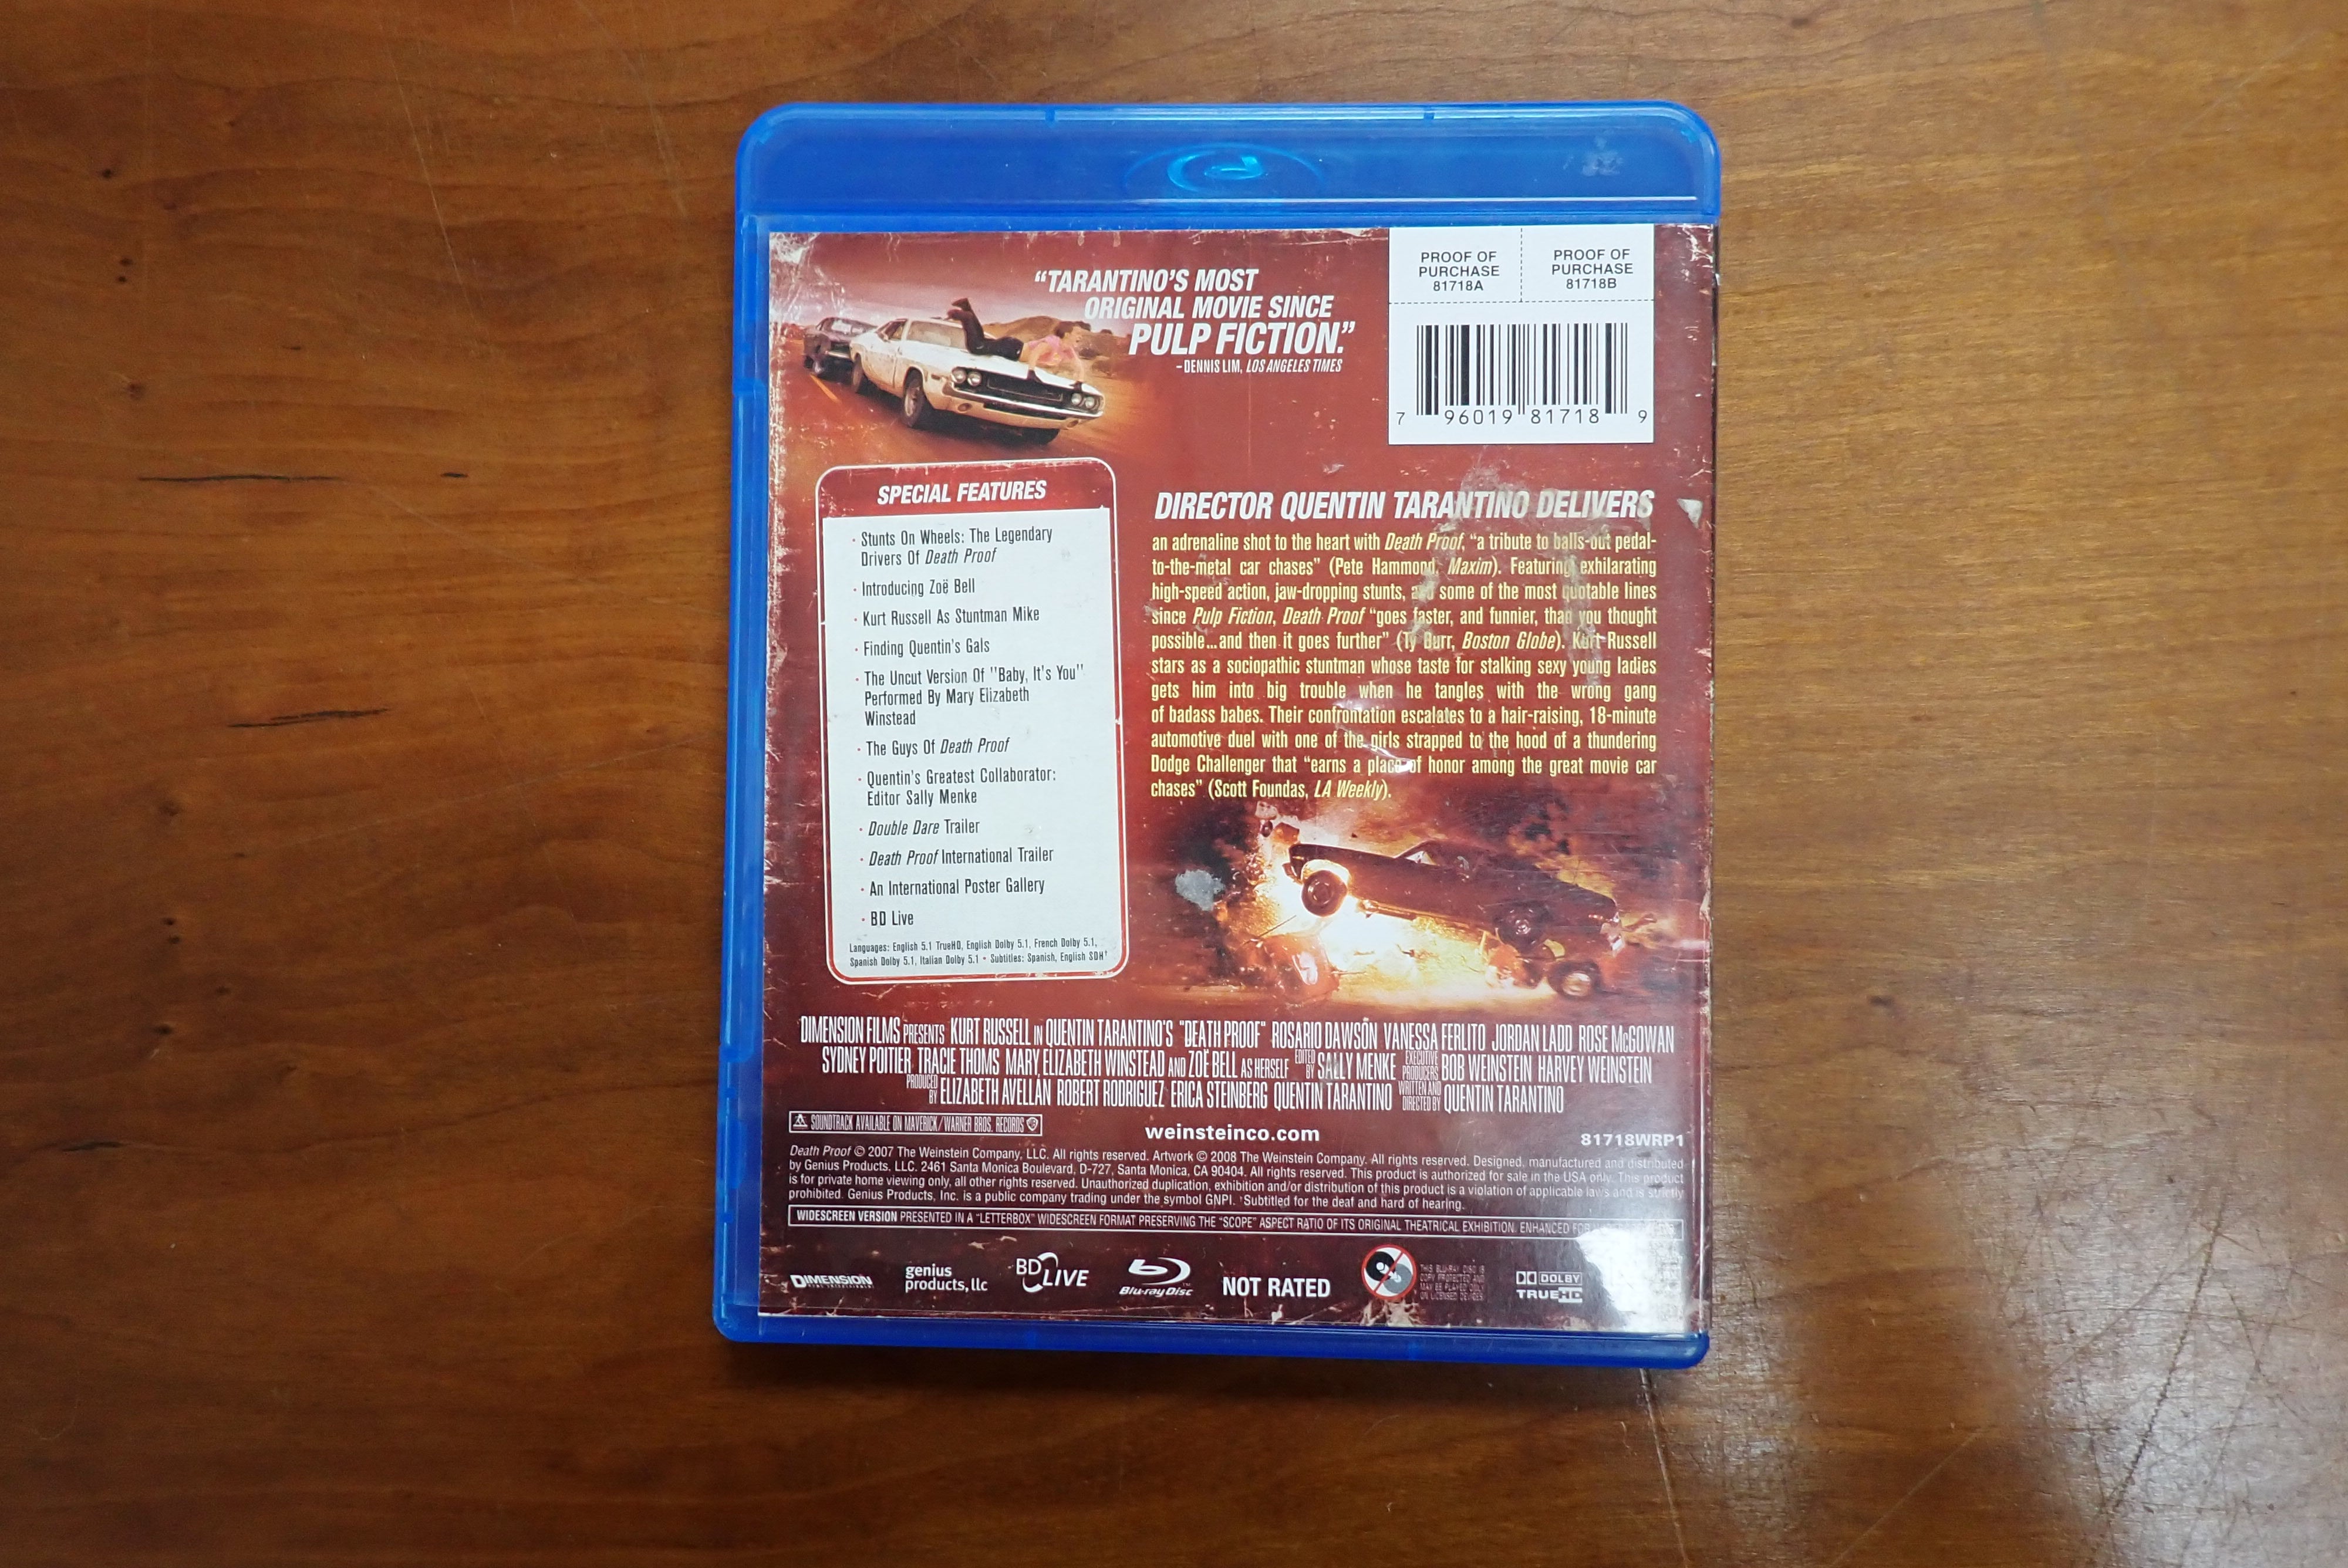 "TARANTINO'S MOST
ORIGINAL MOVIE SINCE
PULP FICTION."
–DENNIS LIM, LOS ANGELES TIMES
PROOF OF
PURCHASE
81718A
PROOF OF
PURCHASE
81718B
7 96019 81718 9
SPECIAL FEATURES
· Stunts On Wheels: The Legendary
Drivers Of Death Proof
· Introducing Zoë Bell
· Kurt Russell As Stuntman Mike
· Finding Quentin's Gals
· The Uncut Version Of "Baby, It's You"
Performed By Mary Elizabeth
Winstead
· The Guys Of Death Proof
· Quentin's Greatest Collaborator:
Editor Sally Menke
· Double Dare Trailer
· Death Proof International Trailer
· An International Poster Gallery
· BD Live
Languages: English 5.1 TrueHD, English Dolby 5.1, French Dolby 5.1,
Spanish Dolby 5.1, Italian Dolby 5.1 • Subtitles: Spanish, English SDH†
DIRECTOR QUENTIN TARANTINO DELIVERS
an adrenaline shot to the heart with Death Proof, "a tribute to balls-out pedal-
to-the-metal car chases" (Pete Hammond, Maxim). Featuring exhilarating
high-speed action, jaw-dropping stunts, and some of the most quotable lines
since Pulp Fiction, Death Proof "goes faster, and funnier, than you thought
possible...and then it goes further" (Ty Burr, Boston Globe). Kurt Russell
stars as a sociopathic stuntman whose taste for stalking sexy young ladies
gets him into big trouble when he tangles with the wrong gang
of badass babes. Their confrontation escalates to a hair-raising, 18-minute
automotive duel with one of the girls strapped to the hood of a thundering
Dodge Challenger that "earns a place of honor among the great movie car
chases" (Scott Foundas, LA Weekly).
DIMENSION FILMS PRESENTS KURT RUSSELL IN QUENTIN TARANTINO'S "DEATH PROOF" ROSARIO DAWSON VANESSA FERLITO JORDAN LADD ROSE McGOWAN
SYDNEY POITIER TRACIE THOMS MARY ELIZABETH WINSTEAD AND ZOË BELL AS HERSELF EDITED BY SALLY MENKE EXECUTIVE PRODUCERS BOB WEINSTEIN HARVEY WEINSTEIN
PRODUCED BY ELIZABETH AVELLÁN ROBERT RODRIGUEZ ERICA STEINBERG QUENTIN TARANTINO WRITTEN AND DIRECTED BY QUENTIN TARANTINO
SOUNDTRACK AVAILABLE ON MAVERICK/WARNER BROS. RECORDS
weinsteinco.com
81718WRP1
Death Proof © 2007 The Weinstein Company, LLC. All rights reserved. Artwork © 2008 The Weinstein Company. All rights reserved. Designed, manufactured and distributed
by Genius Products, LLC. 2461 Santa Monica Boulevard, D-727, Santa Monica, CA 90404. All rights reserved. This product is authorized for sale in the USA only. This product
is for private home viewing only, all other rights reserved. Unauthorized duplication, exhibition and/or distribution of this product is a violation of applicable laws and is strictly
prohibited. Genius Products, Inc. is a public company trading under the symbol GNPI. †Subtitled for the deaf and hard of hearing.
WIDESCREEN VERSION PRESENTED IN A "LETTERBOX" WIDESCREEN FORMAT PRESERVING THE "SCOPE" ASPECT RATIO OF ITS ORIGINAL THEATRICAL EXHIBITION. ENHANCED FOR
DIMENSION
HOME ENTERTAINMENT
genius
products, llc
BD LIVE
Blu-ray Disc
NOT RATED
THIS BLU-RAY DISC IS
COPY PROTECTED AND
MAY BE PLAYED ONLY
ON LICENSED DEVICES.
DOLBY
TRUEHD